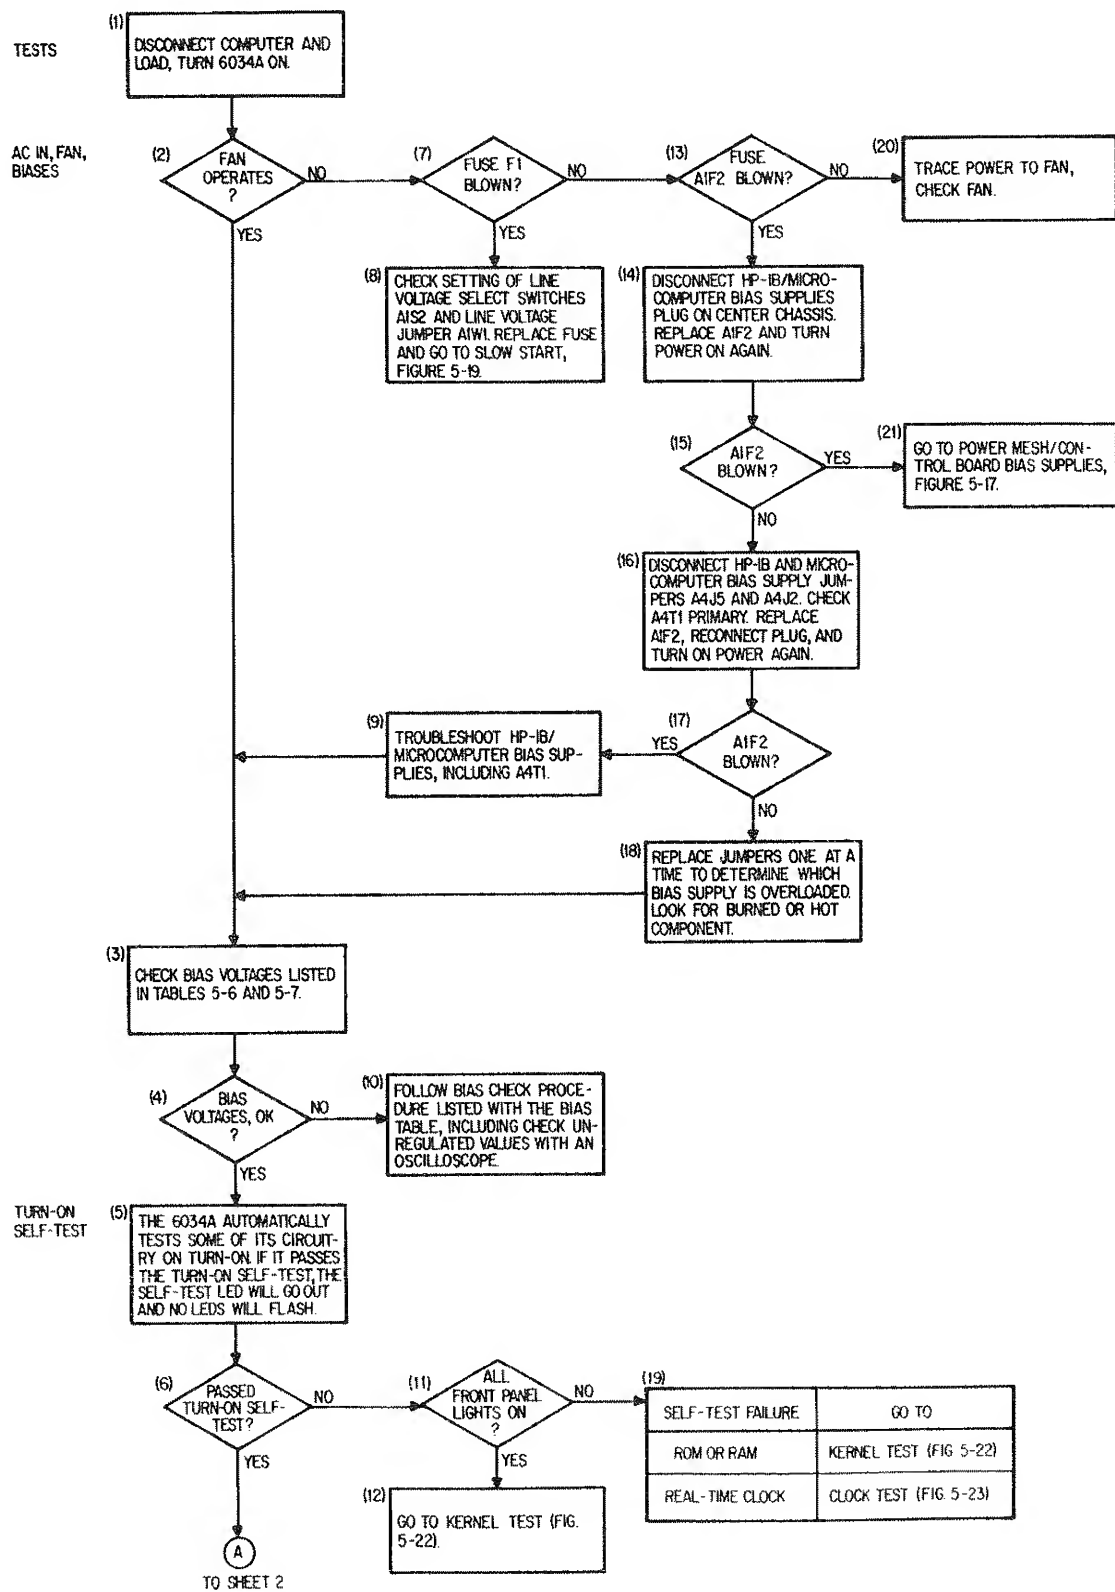 TESTS
(1)
DISCONNECT COMPUTER AND
LOAD, TURN 6034A ON.
AC IN, FAN,
BIASES
(2)
FAN
OPERATES
?
NO
YES
(7)
FUSE F1
BLOWN?
NO
YES
(13)
FUSE
A1F2 BLOWN?
NO
YES
(20)
TRACE POWER TO FAN,
CHECK FAN.
(8)
CHECK SETTING OF LINE
VOLTAGE SELECT SWITCHES
A1S2 AND LINE VOLTAGE
JUMPER A1W1. REPLACE FUSE
AND GO TO SLOW START,
FIGURE 5-19.
(14)
DISCONNECT HP-IB/MICRO-
COMPUTER BIAS SUPPLIES
PLUG ON CENTER CHASSIS.
REPLACE A1F2 AND TURN
POWER ON AGAIN.
(15)
A1F2
BLOWN?
YES
NO
(21)
GO TO POWER MESH/CON-
TROL BOARD BIAS SUPPLIES,
FIGURE 5-17.
(16)
DISCONNECT HP-IB AND MICRO-
COMPUTER BIAS SUPPLY JUM-
PERS A4J5 AND A4J2. CHECK
A4T1 PRIMARY. REPLACE
A1F2, RECONNECT PLUG, AND
TURN ON POWER AGAIN.
(17)
A1F2
BLOWN?
YES
NO
(9)
TROUBLESHOOT HP-IB/
MICROCOMPUTER BIAS SUP-
PLIES, INCLUDING A4T1.
(18)
REPLACE JUMPERS ONE AT A
TIME TO DETERMINE WHICH
BIAS SUPPLY IS OVERLOADED.
LOOK FOR BURNED OR HOT
COMPONENT.
(3)
CHECK BIAS VOLTAGES LISTED
IN TABLES 5-6 AND 5-7.
(4)
BIAS
VOLTAGES, OK
?
NO
YES
(10)
FOLLOW BIAS CHECK PROCE-
DURE LISTED WITH THE BIAS
TABLE, INCLUDING CHECK UN-
REGULATED VALUES WITH AN
OSCILLOSCOPE.
TURN-ON
SELF-TEST
(5)
THE 6034A AUTOMATICALLY
TESTS SOME OF ITS CIRCUIT-
RY ON TURN-ON. IF IT PASSES
THE TURN-ON SELF-TEST, THE
SELF-TEST LED WILL GO OUT
AND NO LEDS WILL FLASH.
(6)
PASSED
TURN-ON SELF-
TEST?
NO
YES
(11)
ALL
FRONT PANEL
LIGHTS ON
?
NO
YES
(19)
SELF-TEST FAILURE GO TO
ROM OR RAM KERNEL TEST (FIG 5-22)
REAL-TIME CLOCK CLOCK TEST (FIG. 5-23)
(12)
GO TO KERNEL TEST (FIG.
5-22).
A
TO SHEET 2